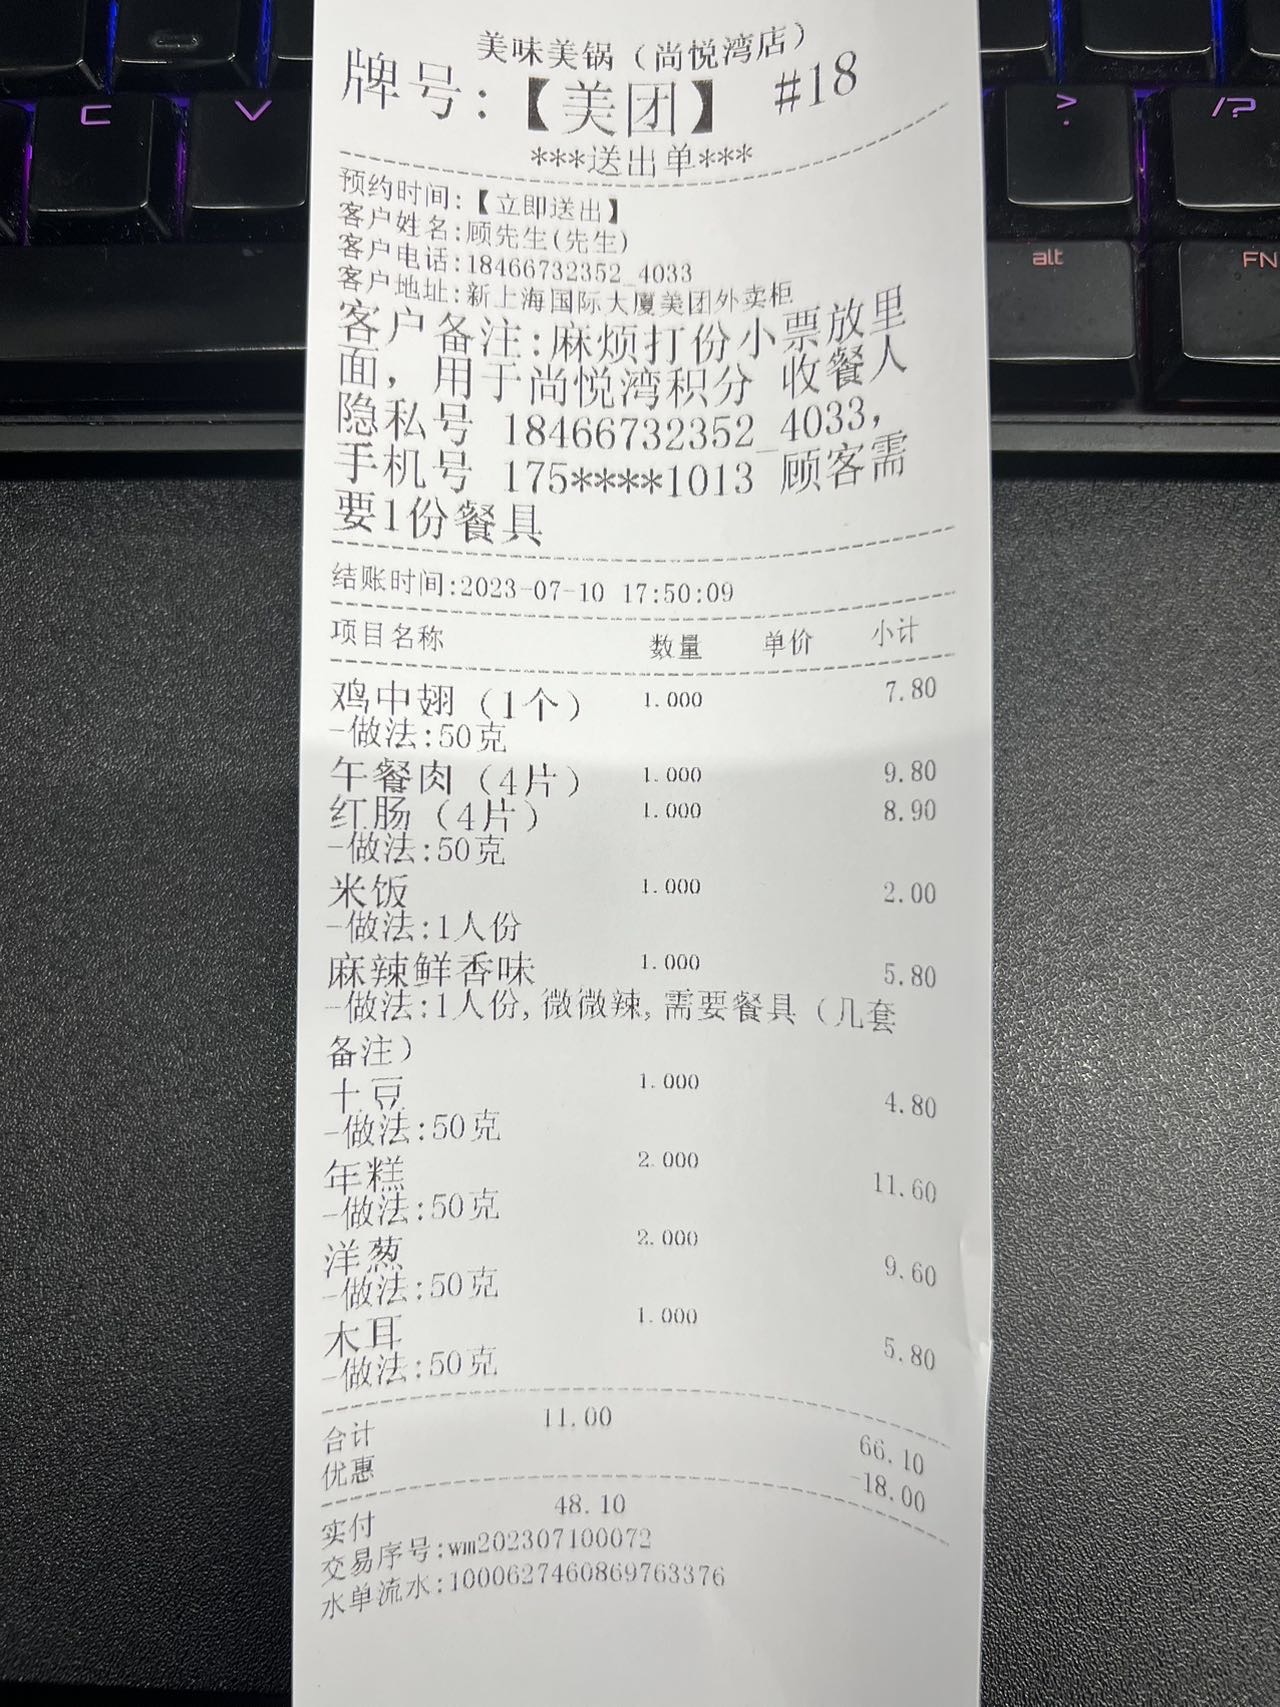 美味美锅（尚悦湾店）
牌号：【美团】 #18
***送出单***
预约时间:【立即送出】
客户姓名:顾先生(先生)
客户电话:18466732352_4033
客户地址:新上海国际大厦美团外卖柜
客户备注:麻烦打份小票放里
面，用于尚悦湾积分 收餐人
隐私号 18466732352_4033，
手机号 175****1013 顾客需
要1份餐具
结账时间:2023-07-10 17:50:09
项目名称 数量 单价 小计
鸡中翅（1个） 1.000 7.80
-做法:50克
午餐肉（4片） 1.000 9.80
红肠（4片） 1.000 8.90
-做法:50克
米饭 1.000 2.00
-做法:1人份
麻辣鲜香味 1.000 5.80
-做法:1人份,微微辣,需要餐具（几套
备注）
土豆 1.000 4.80
-做法:50克
年糕 2.000 11.60
-做法:50克
洋葱 2.000 9.60
-做法:50克
木耳 1.000 5.80
-做法:50克
合计 11.00 66.10
优惠 -18.00
实付 48.10
交易序号:wm202307100072
水单流水:1000627460869763376
C
V
>
.
/?
alt
FN